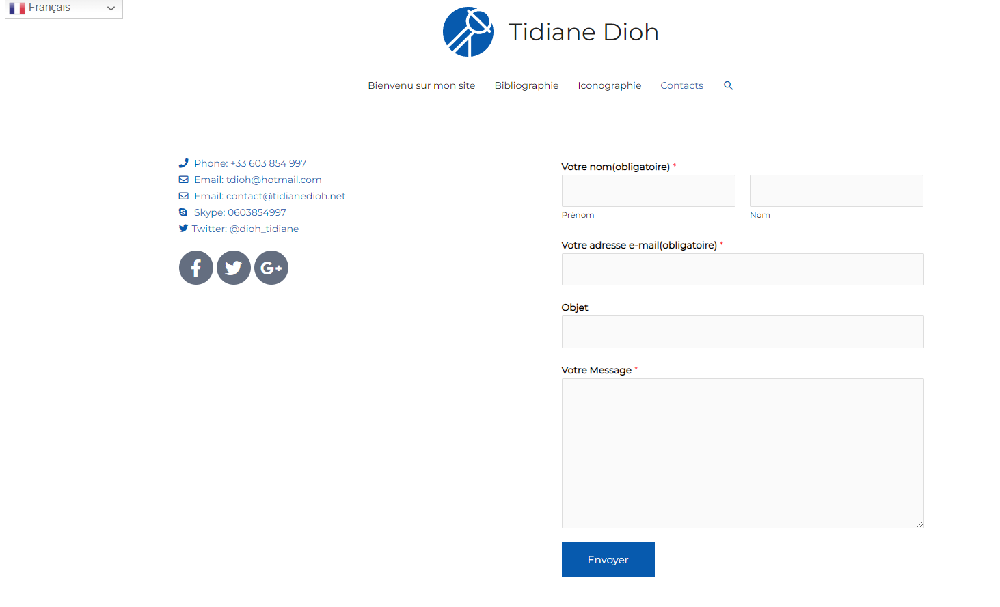 Français
Tidiane Dioh
Bienvenu sur mon site Bibliographie Iconographie Contacts
Phone: +33 603 854 997
Email: tdioh@hotmail.com
Email: contact@tidianedioh.net
Skype: 0603854997
Twitter: @dioh_tidiane
Votre nom(obligatoire) *
Prénom Nom
Votre adresse e-mail(obligatoire) *
Objet
Votre Message *
Envoyer